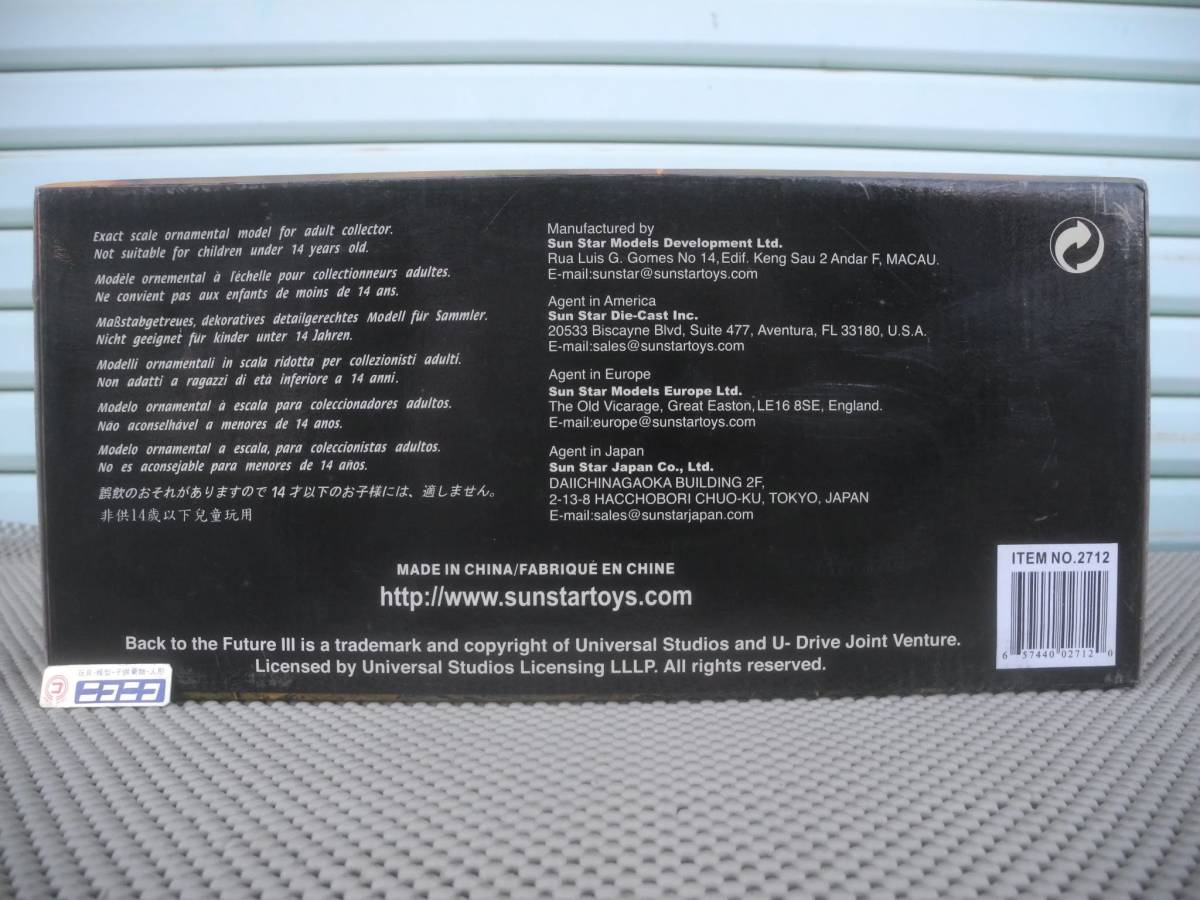 Exact scale ornamental model for adult collector.
Not suitable for children under 14 years old.
Modèle ornemental à l'échelle pour collectionneurs adultes.
Ne convient pas aux enfants de moins de 14 ans.
Maßstabgetreues, dekoratives detailgerechtes Modell für Sammler.
Nicht geeignet für kinder unter 14 Jahren.
Modelli ornamentali in scala ridotta per collezionisti adulti.
Non adatti a ragazzi di età inferiore a 14 anni.
Modelo ornamental à escala para coleccionadores adultos.
Não aconselhável a menores de 14 anos.
Modelo ornamental a escala, para coleccionistas adultos.
No es aconsejable para menores de 14 años.
誤飲のおそれがありますので14才以下のお子様には、適しません。
非供14歲以下兒童玩用
Manufactured by
Sun Star Models Development Ltd.
Rua Luis G. Gomes No 14, Edif. Keng Sau 2 Andar F, MACAU.
E-mail:sunstar@sunstartoys.com
Agent in America
Sun Star Die-Cast Inc.
20533 Biscayne Blvd, Suite 477, Aventura, FL 33180, U.S.A.
E-mail:sales@sunstartoys.com
Agent in Europe
Sun Star Models Europe Ltd.
The Old Vicarage, Great Easton, LE16 8SE, England.
E-mail:europe@sunstartoys.com
Agent in Japan
Sun Star Japan Co., Ltd.
DAIICHINAGAOKA BUILDING 2F,
2-13-8 HACCHOBORI CHUO-KU, TOKYO, JAPAN
E-mail:sales@sunstarjapan.com
MADE IN CHINA/FABRIQUÉ EN CHINE
http://www.sunstartoys.com
Back to the Future III is a trademark and copyright of Universal Studios and U- Drive Joint Venture.
Licensed by Universal Studios Licensing LLLP. All rights reserved.
ITEM NO.2712
6 57440 02712 0
玩具・模型・子供乗物・人形
コ ニコニコ